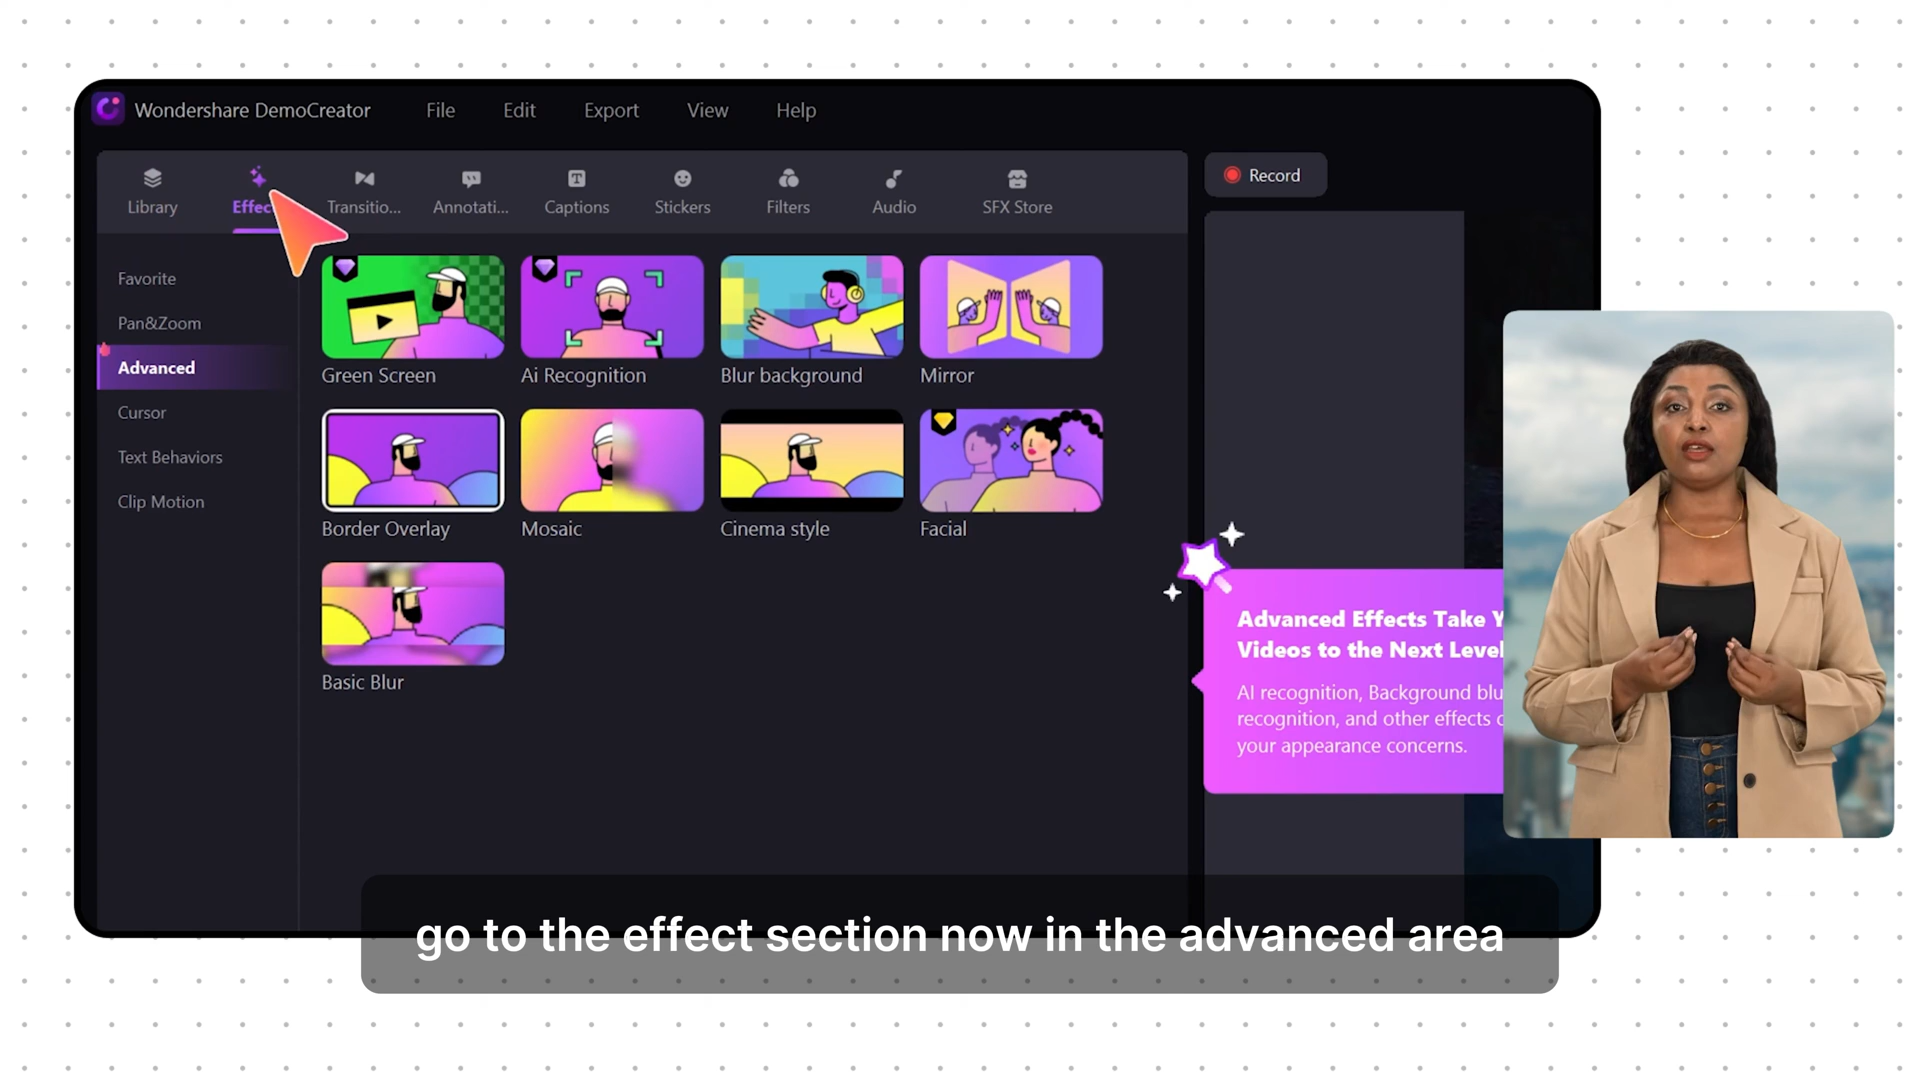 Wondershare DemoCreator File Edit Export View Help
Library Effec Transitio... Annotati... Captions Stickers Filters Audio SFX Store
Record
Favorite
Pan&Zoom
Advanced
Cursor
Text Behaviors
Clip Motion
Green Screen Ai Recognition Blur background Mirror
Border Overlay Mosaic Cinema style Facial
Basic Blur
Advanced Effects Take Y
Videos to the Next Level
AI recognition, Background blu
recognition, and other effects c
your appearance concerns.
go to the effect section now in the advanced area